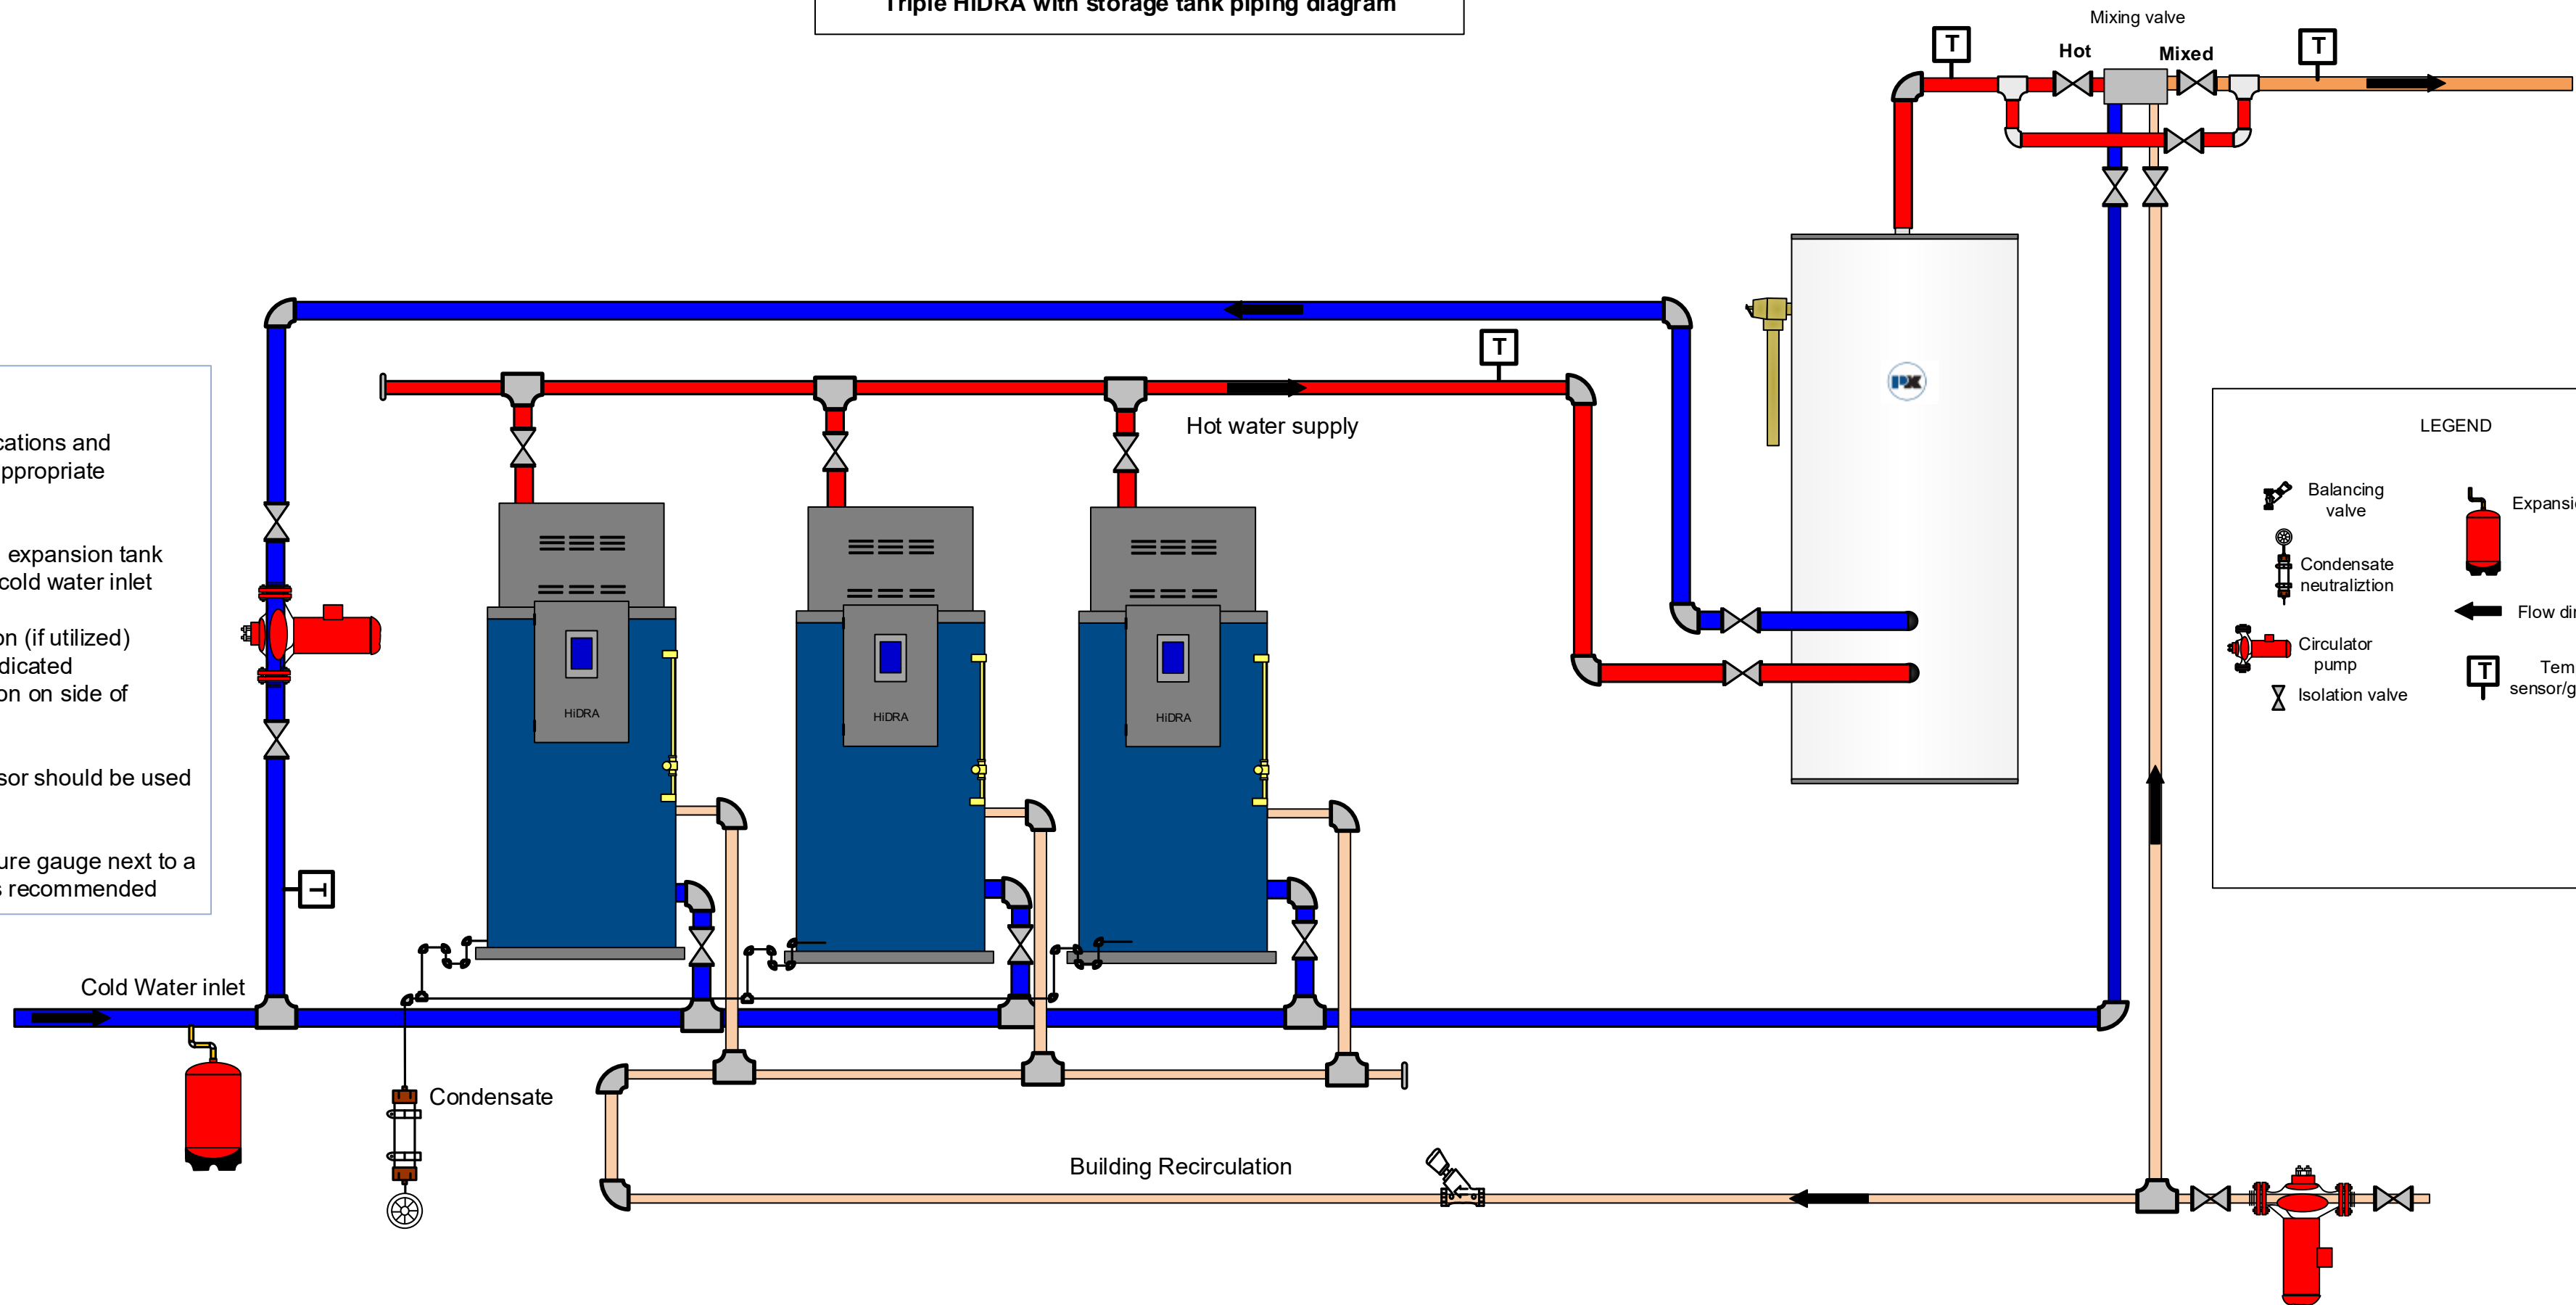 Triple HiDRA with storage tank piping diagram
Mixing valve
Hot
Mixed
T
T
T
PX
Hot water supply
cations and
appropriate
expansion tank
cold water inlet
on (if utilized)
dicated
on on side of
sor should be used
ure gauge next to a
s recommended
LEGEND
Balancing
valve
Condensate
neutraliztion
Circulator
pump
Isolation valve
Expansi
Flow di
T
Tem
sensor/g
HiDRA
HiDRA
HiDRA
T
Cold Water inlet
Condensate
Building Recirculation